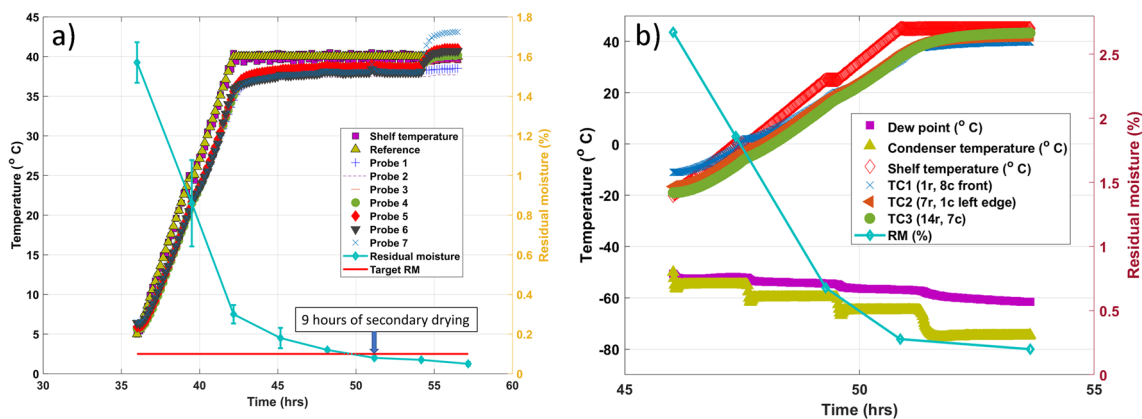 a)
45
40
35
30
25
20
15
10
5
0
Temperature (° C)
30
35
40
45
50
55
60
Time (hrs)
1.8
1.6
1.4
1.2
1
0.8
0.6
0.4
0.2
0
Residual moisture (%)
Shelf temperature
Reference
Probe 1
Probe 2
Probe 3
Probe 4
Probe 5
Probe 6
Probe 7
Residual moisture
Target RM
9 hours of secondary drying
b)
40
20
0
-20
-40
-60
-80
Temperature (° C)
45
50
55
Time (hrs)
2.5
2
1.5
1
0.5
0
Residual moisture (%)
Dew point (° C)
Condenser temperature (° C)
Shelf temperature (° C)
TC1 (1r, 8c front)
TC2 (7r, 1c left edge)
TC3 (14r, 7c)
RM (%)